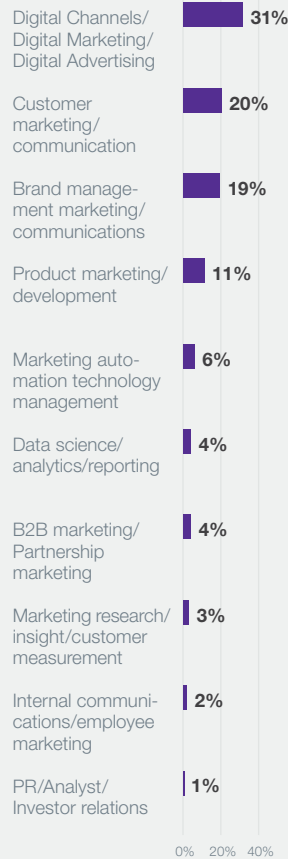 Digital Channels/
Digital Marketing/
Digital Advertising
31%
Customer
marketing/
communication
20%
Brand manage-
ment marketing/
communications
19%
Product marketing/
development
11%
Marketing auto-
mation technology
management
6%
Data science/
analytics/reporting
4%
B2B marketing/
Partnership
marketing
4%
Marketing research/
insight/customer
measurement
3%
Internal communi-
cations/employee
marketing
2%
PR/Analyst/
Investor relations
1%
0% 20% 40%